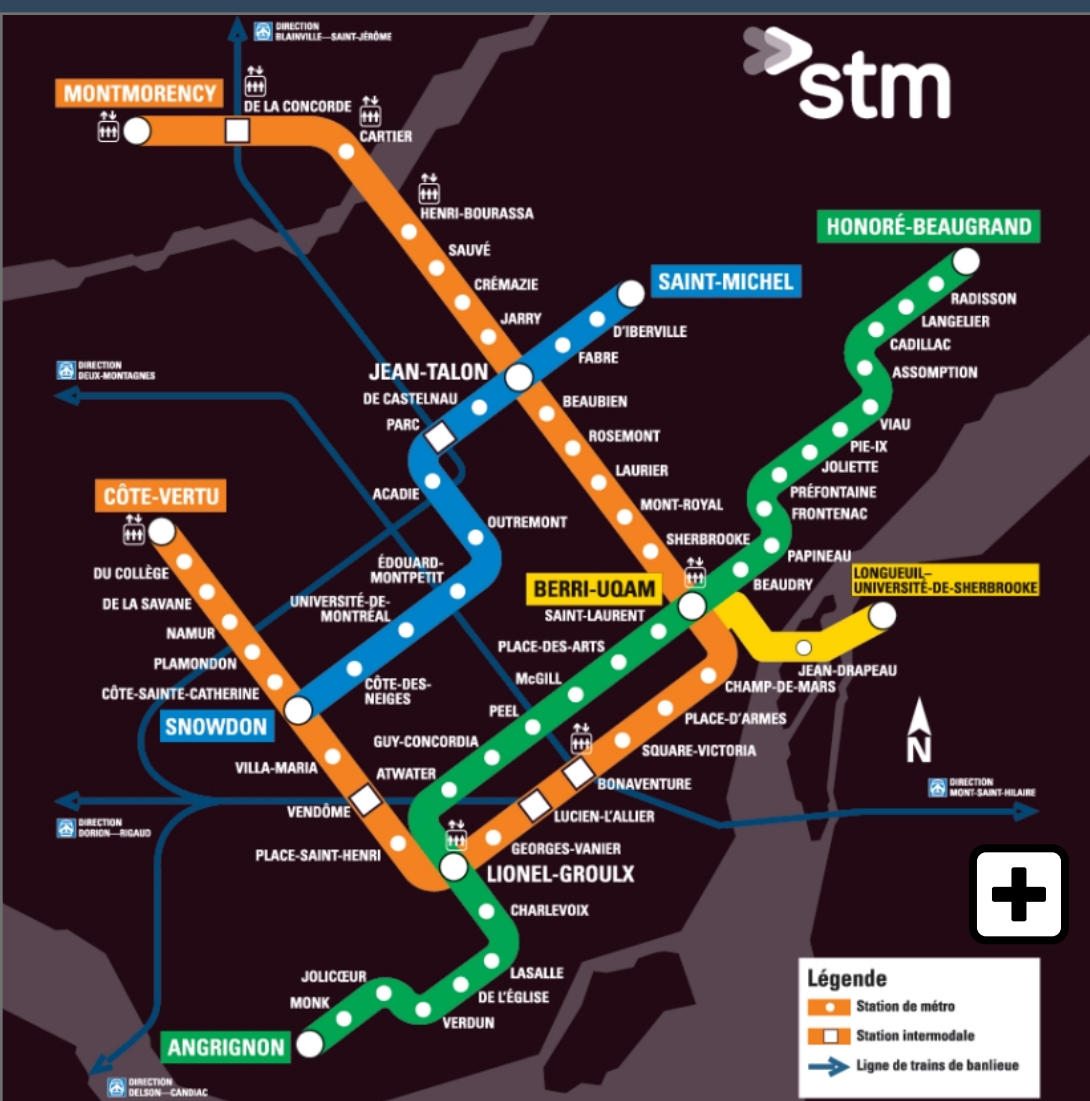 DIRECTION
BLAINVILLE—SAINT-JÉRÔME
stm
MONTMORENCY
DE LA CONCORDE
CARTIER
HENRI-BOURASSA
HONORÉ-BEAUGRAND
SAUVÉ
CRÉMAZIE
SAINT-MICHEL
RADISSON
JARRY
LANGELIER
D'IBERVILLE
CADILLAC
FABRE
DIRECTION
DEUX-MONTAGNES
JEAN-TALON
ASSOMPTION
DE CASTELNAU
BEAUBIEN
PARC
VIAU
ROSEMONT
PIE-IX
JOLIETTE
LAURIER
ACADIE
PRÉFONTAINE
CÔTE-VERTU
MONT-ROYAL
FRONTENAC
OUTREMONT
SHERBROOKE
PAPINEAU
ÉDOUARD-
MONTPETIT
DU COLLÈGE
BEAUDRY
LONGUEUIL–
UNIVERSITÉ-DE-SHERBROOKE
BERRI-UQAM
DE LA SAVANE
UNIVERSITÉ-DE-
MONTRÉAL
SAINT-LAURENT
NAMUR
PLACE-DES-ARTS
PLAMONDON
JEAN-DRAPEAU
McGILL
CHAMP-DE-MARS
CÔTE-SAINTE-CATHERINE
CÔTE-DES-
NEIGES
PEEL
PLACE-D'ARMES
SNOWDON
GUY-CONCORDIA
SQUARE-VICTORIA
N
VILLA-MARIA
ATWATER
BONAVENTURE
DIRECTION
MONT-SAINT-HILAIRE
VENDÔME
LUCIEN-L'ALLIER
DIRECTION
DORION—RIGAUD
GEORGES-VANIER
PLACE-SAINT-HENRI
LIONEL-GROULX
CHARLEVOIX
JOLICŒUR
LASALLE
MONK
DE L'ÉGLISE
VERDUN
ANGRIGNON
DIRECTION
DELSON—CANDIAC
Légende
Station de métro
Station intermodale
Ligne de trains de banlieue